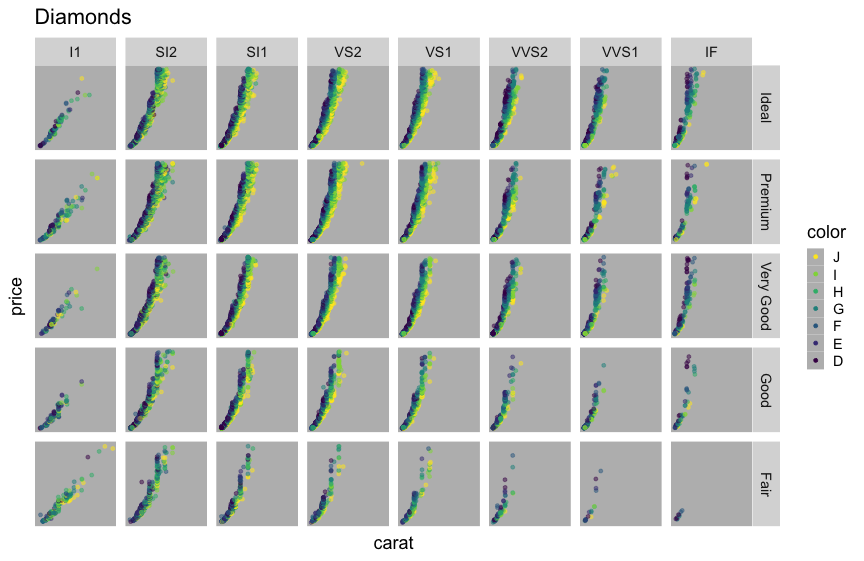 Diamonds
I1 SI2 SI1 VS2 VS1 VVS2 VVS1 IF
Ideal
Premium
Very Good
Good
Fair
price
carat
color
J
I
H
G
F
E
D